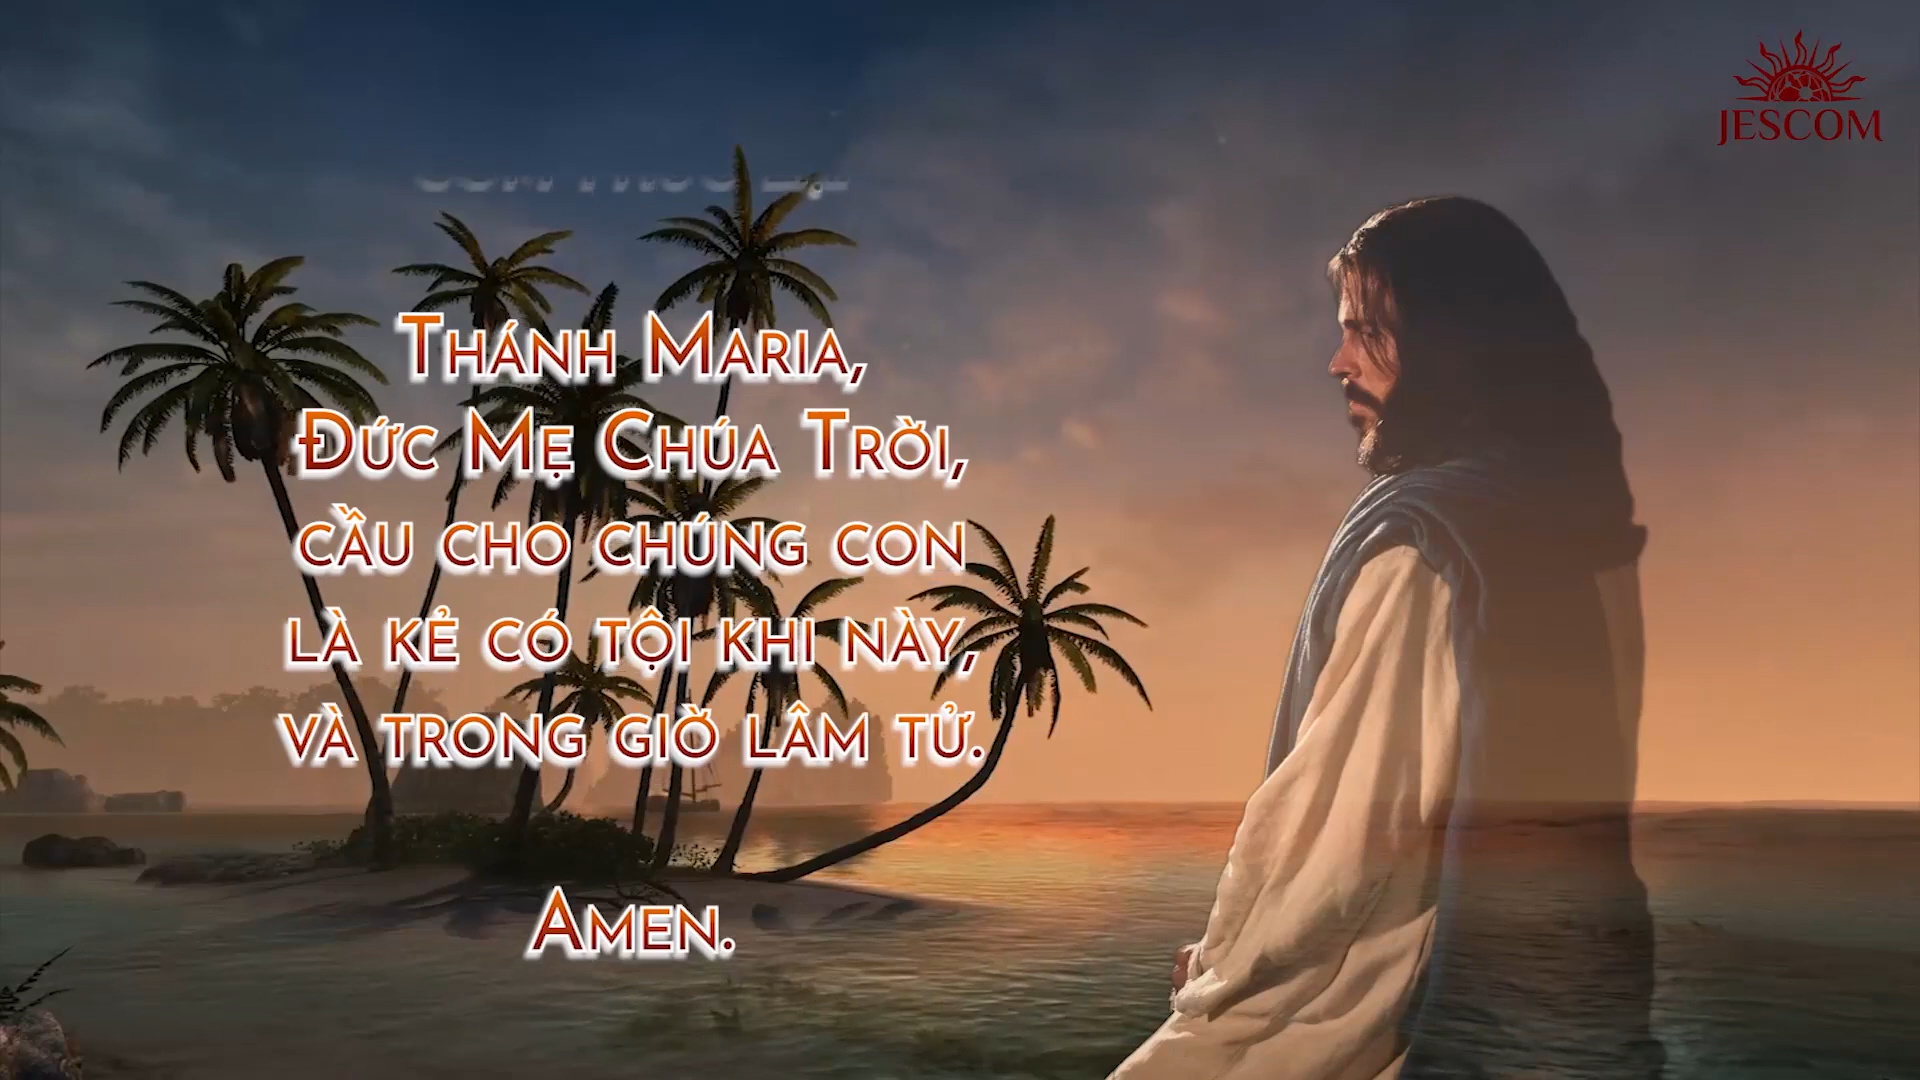 JESCOM
Thánh Maria,
Đức Mẹ Chúa Trời,
cầu cho chúng con
là kẻ có tội khi này,
và trong giờ lâm tử.
Amen.